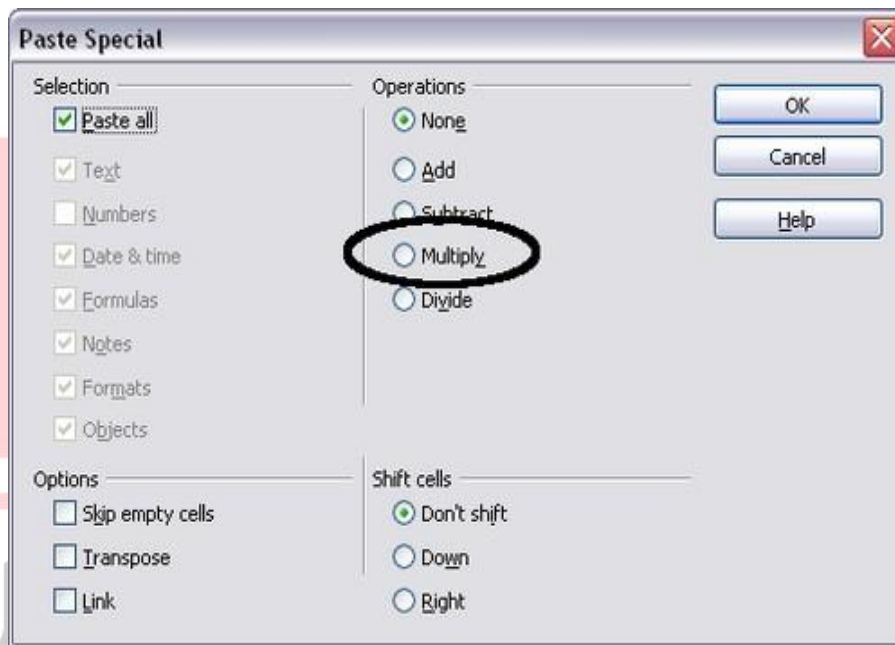 Paste Special
Selection
Paste all
Text
Numbers
Date & time
Formulas
Notes
Formats
Objects
Operations
None
Add
Subtract
Multiply
Divide
OK
Cancel
Help
Options
Skip empty cells
Transpose
Link
Shift cells
Don't shift
Down
Right